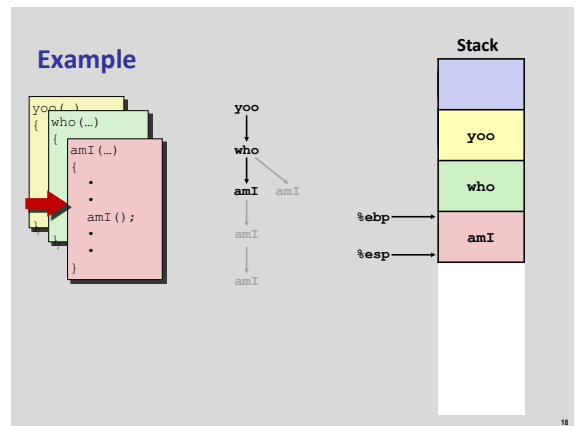 Example
Stack
yoo(…)
{
}
who(…)
{
}
amI(…)
{
•
•
amI();
•
•
}
yoo
who
amI amI
amI
amI
yoo
who
%ebp
amI
%esp
18